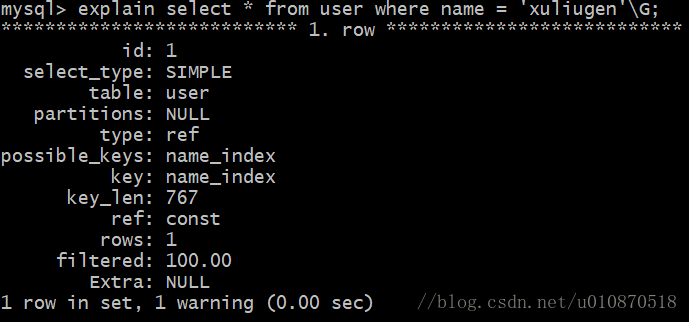 mysql> explain select * from user where name = 'xuliugen'\G;
*************************** 1. row ***************************
id: 1
select_type: SIMPLE
table: user
partitions: NULL
type: ref
possible_keys: name_index
key: name_index
key_len: 767
ref: const
rows: 1
filtered: 100.00
Extra: NULL
1 row in set, 1 warning (0.00 sec) //blog.csdn.net/u010870518